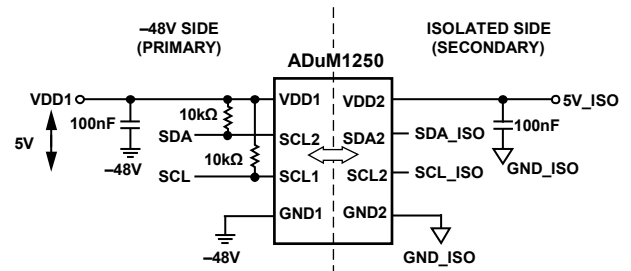 –48V SIDE
(PRIMARY)
ISOLATED SIDE
(SECONDARY)
ADuM1250
VDD1
VDD1
VDD2
5V_ISO
5V
100nF
10kΩ
100nF
SDA
SCL2
SDA2
SDA_ISO
–48V
10kΩ
GND_ISO
SCL
SCL1
SCL2
SCL_ISO
GND1
GND2
–48V
GND_ISO